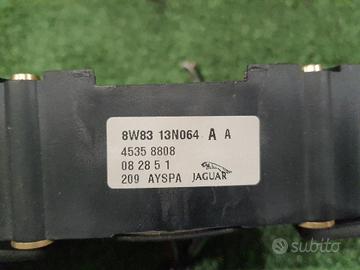 8W83 13N064 A A
4535 8808
08 28 5 1
209 AYSPA JAGUAR
subito